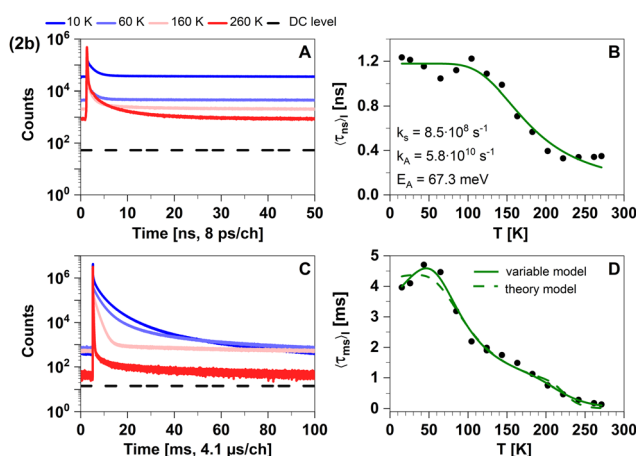 10 K 60 K 160 K 260 K DC level
(2b)
A
Counts
10⁶
10⁴
10²
10⁰
0 10 20 30 40 50
Time [ns, 8 ps/ch]
B
⟨τns⟩I [ns]
1.2
0.8
0.4
0.0
ks = 8.5·10⁸ s⁻¹
kA = 5.8·10¹⁰ s⁻¹
EA = 67.3 meV
0 50 100 150 200 250 300
T [K]
C
Counts
10⁶
10⁴
10²
10⁰
0 20 40 60 80 100
Time [ms, 4.1 µs/ch]
D
⟨τms⟩I [ms]
5
4
3
2
1
0
variable model
theory model
0 50 100 150 200 250 300
T [K]